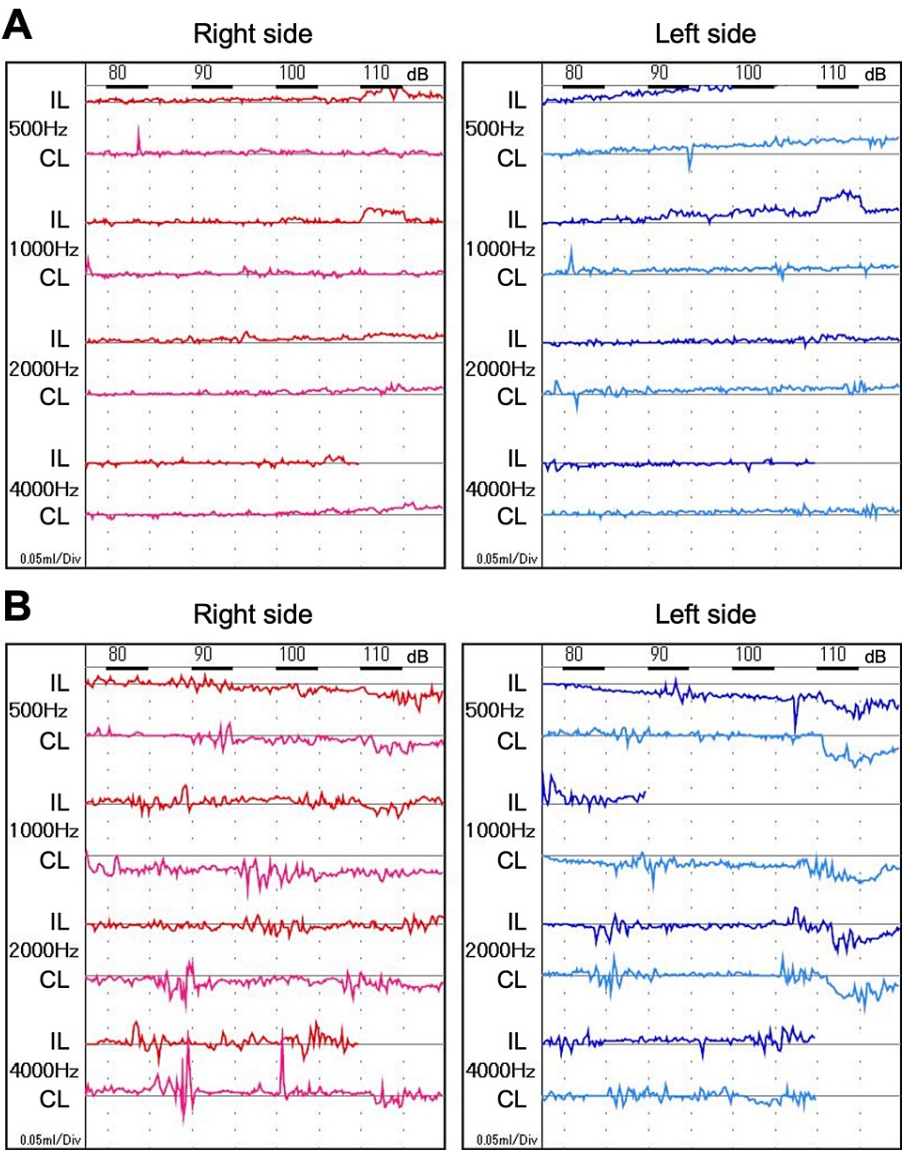 A
Right side Left side
80 90 100 110 dB 80 90 100 110 dB
IL IL
500Hz 500Hz
CL CL
IL IL
1000Hz 1000Hz
CL CL
IL IL
2000Hz 2000Hz
CL CL
IL IL
4000Hz 4000Hz
CL CL
0.05ml/Div 0.05ml/Div
B
Right side Left side
80 90 100 110 dB 80 90 100 110 dB
IL IL
500Hz 500Hz
CL CL
IL IL
1000Hz 1000Hz
CL CL
IL IL
2000Hz 2000Hz
CL CL
IL IL
4000Hz 4000Hz
CL CL
0.05ml/Div 0.05ml/Div